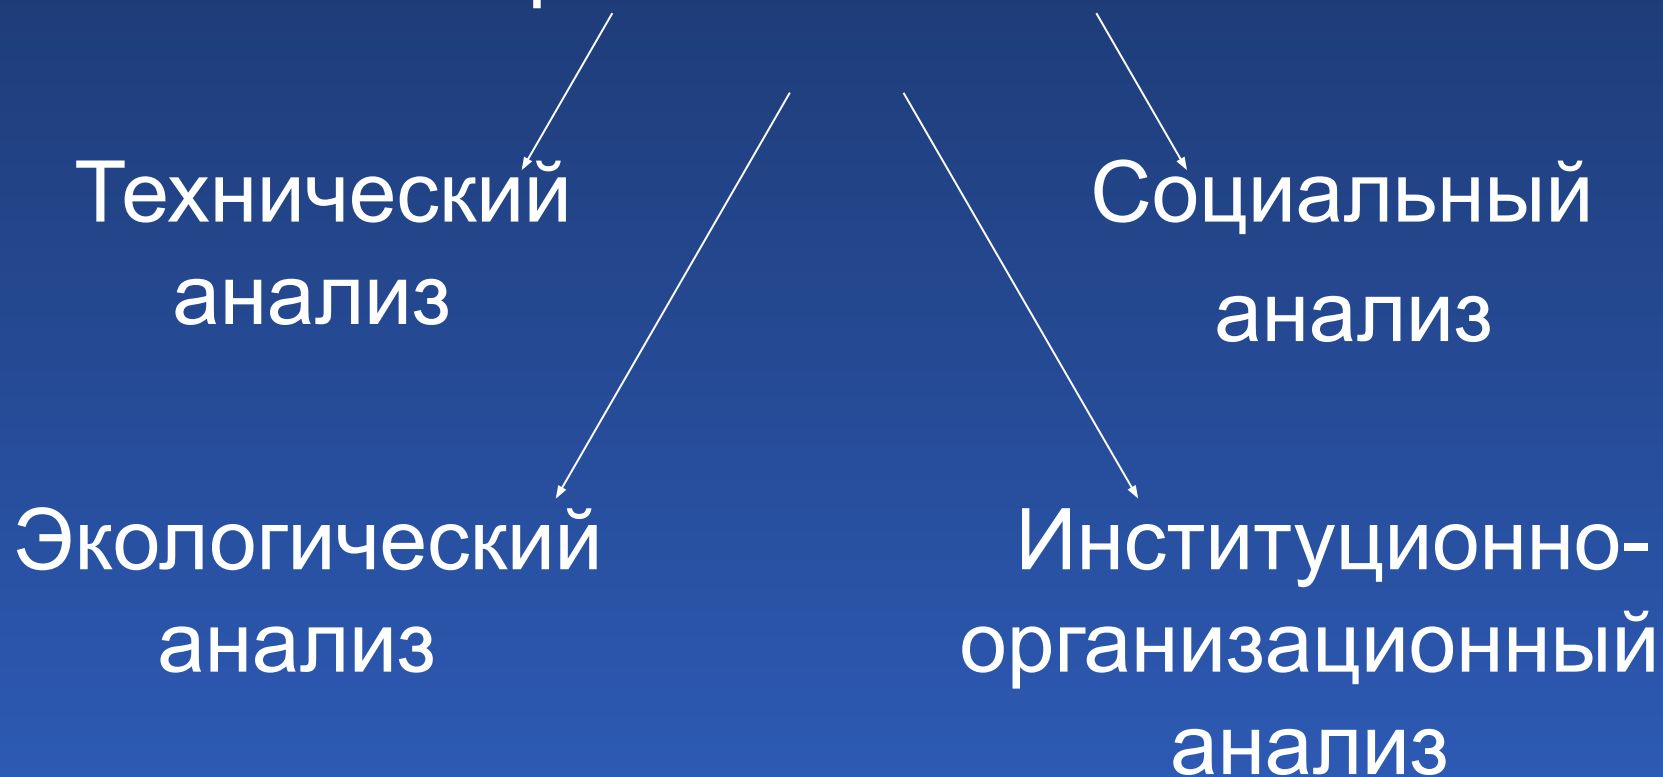 Технический
анализ
Социальный
анализ
Экологический
анализ
Институционно-
организационный
анализ